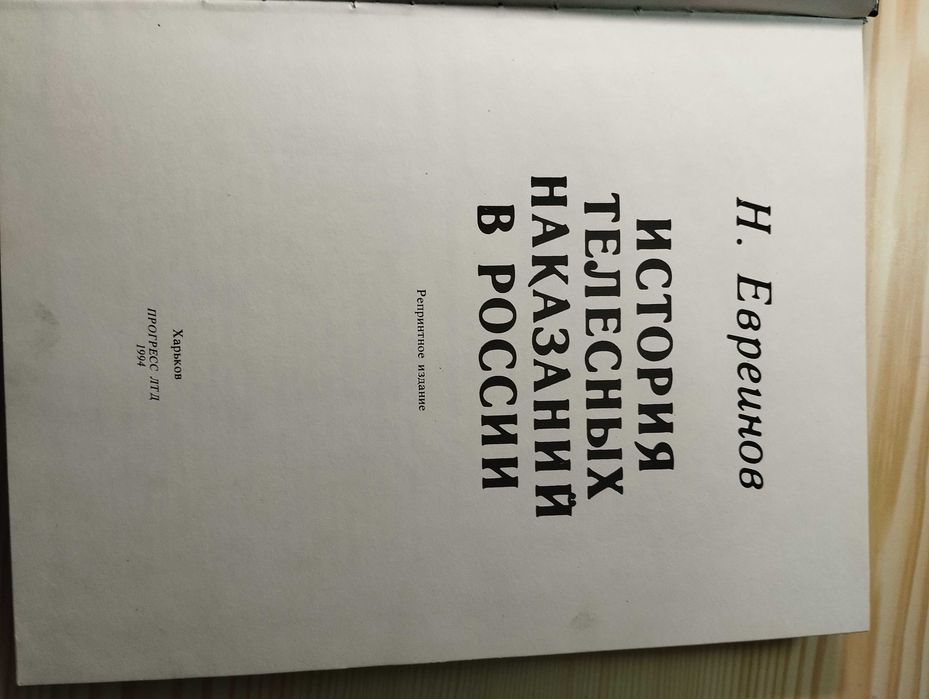 Н. Евреинов
ИСТОРИЯ
ТЕЛЕСНЫХ
НАКАЗАНИЙ
В РОССИИ
Репринтное издание
Харьков
ПРОГРЕСС ЛТД
1994